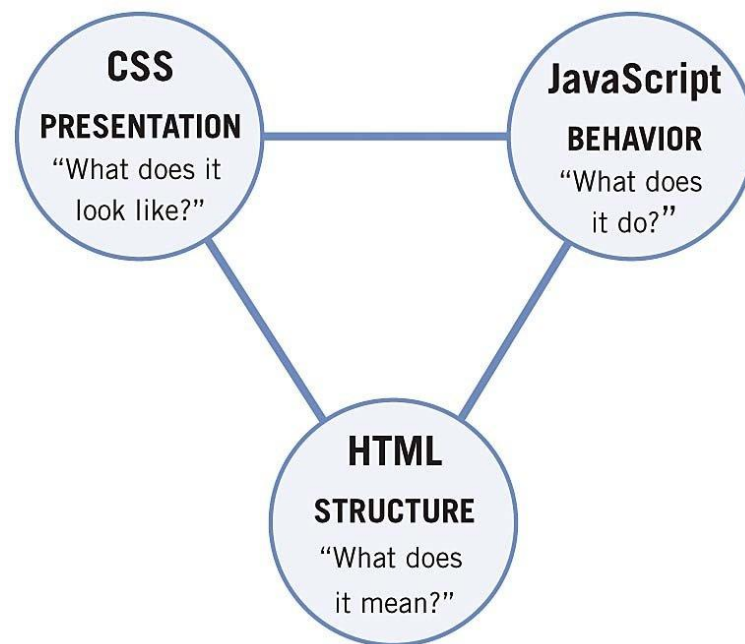 CSS
PRESENTATION
“What does it
look like?”
JavaScript
BEHAVIOR
“What does
it do?”
HTML
STRUCTURE
“What does
it mean?”